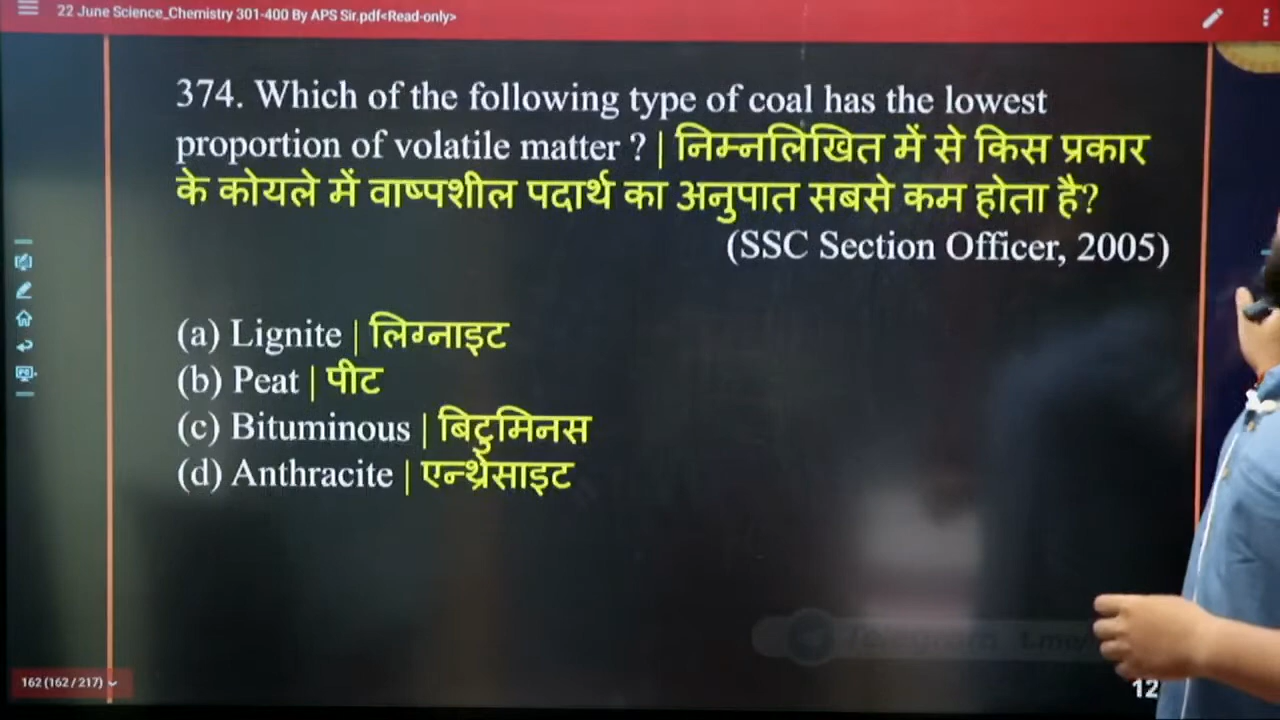 22 June Science_Chemistry 301-400 By APS Sir.pdf<Read-only>
374. Which of the following type of coal has the lowest
proportion of volatile matter ? | निम्नलिखित में से किस प्रकार
के कोयले में वाष्पशील पदार्थ का अनुपात सबसे कम होता है?
(SSC Section Officer, 2005)
(a) Lignite | लिग्नाइट
(b) Peat | पीट
(c) Bituminous | बिटुमिनस
(d) Anthracite | एन्थ्रेसाइट
Telegram
162 (162 / 217)
12